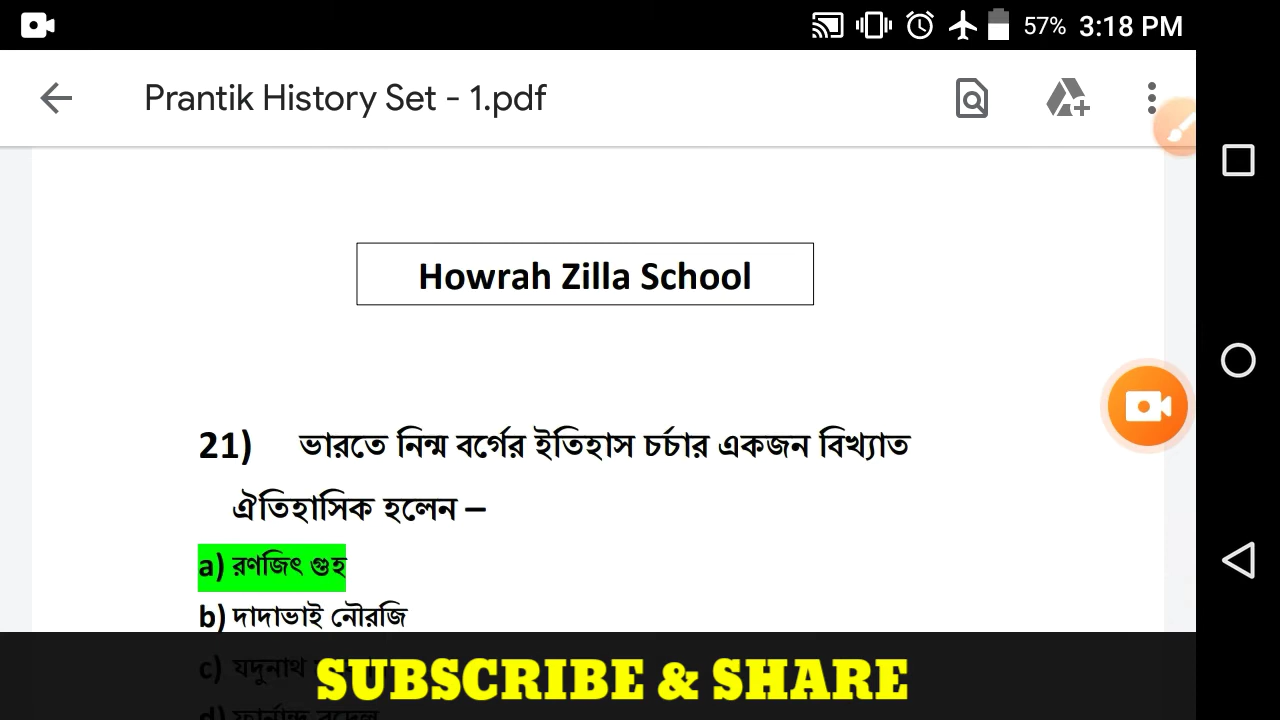 57% 3:18 PM
Prantik History Set - 1.pdf
Howrah Zilla School
21) ভারতে নিন্ম বর্গের ইতিহাস চর্চার একজন বিখ্যাত
ঐতিহাসিক হলেন –
a) রণজিৎ গুহ
b) দাদাভাই নৌরজি
c) যদুনাথ
SUBSCRIBE & SHARE
d) ফার্নান্দ ব্রদেল